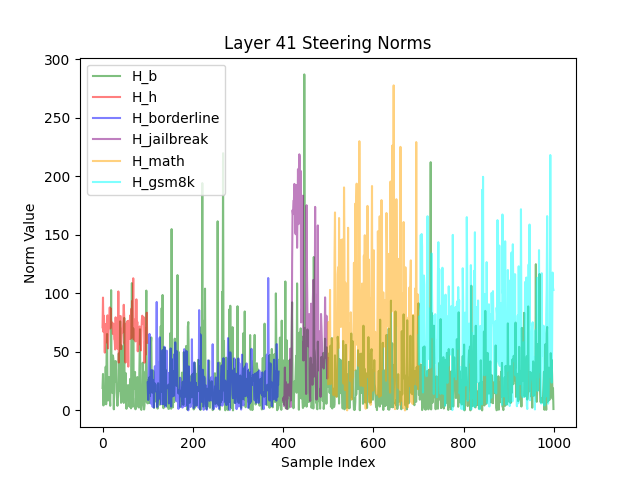 Layer 41 Steering Norms
300
250
200
150
100
50
0
Norm Value
H_b
H_h
H_borderline
H_jailbreak
H_math
H_gsm8k
0 200 400 600 800 1000
Sample Index